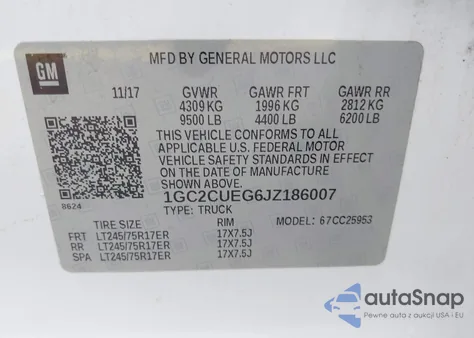 GM
MFD BY GENERAL MOTORS LLC
11/17 GVWR GAWR FRT GAWR RR
4309 KG 1996 KG 2812 KG
9500 LB 4400 LB 6200 LB
THIS VEHICLE CONFORMS TO ALL
APPLICABLE U.S. FEDERAL MOTOR
VEHICLE SAFETY STANDARDS IN EFFECT
ON THE DATE OF MANUFACTURE
SHOWN ABOVE.
8624
1GC2CUEG6JZ186007
TYPE: TRUCK MODEL: 67CC25953
TIRE SIZE RIM
FRT LT245/75R17ER 17X7.5J
RR LT245/75R17ER 17X7.5J
SPA LT245/75R17ER 17X7.5J
autoSnap
Pewne auta z USA - EU